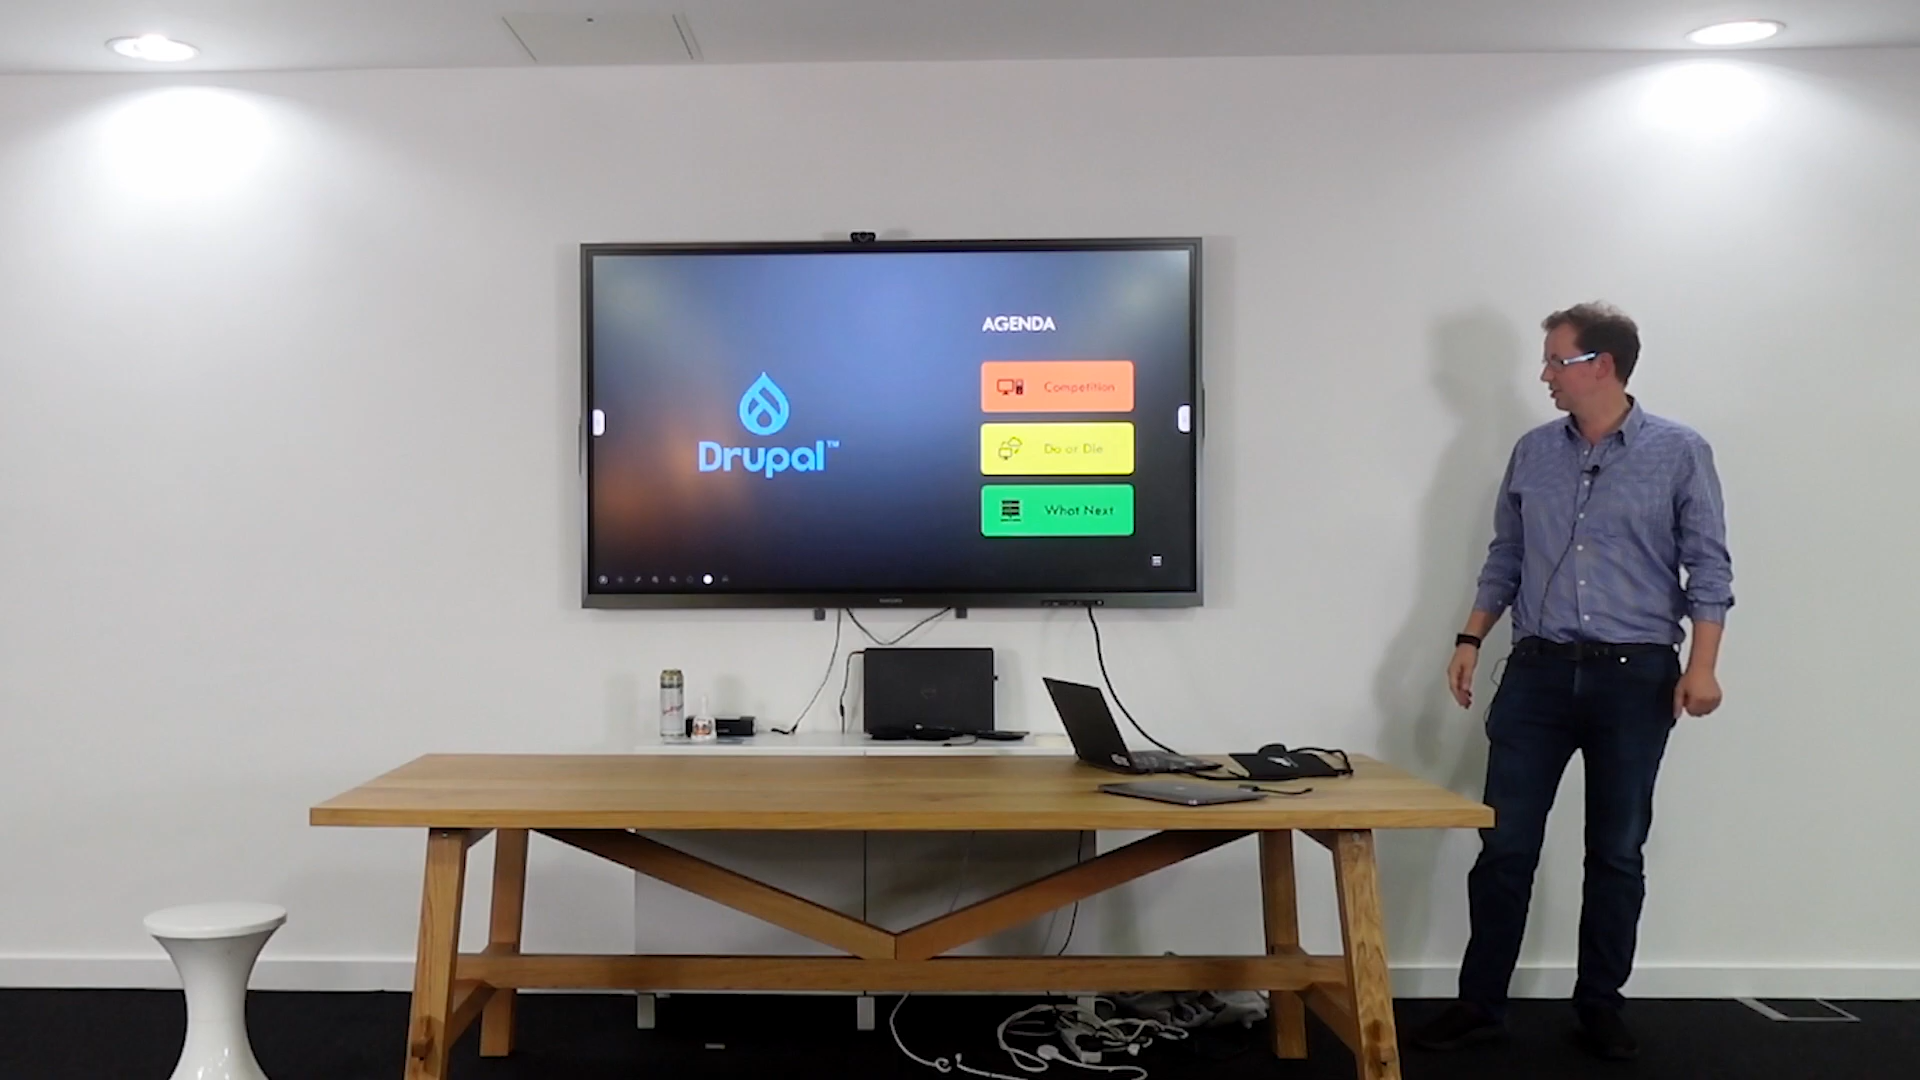 AGENDA
Competition
Drupal™
Do or Die
What Next